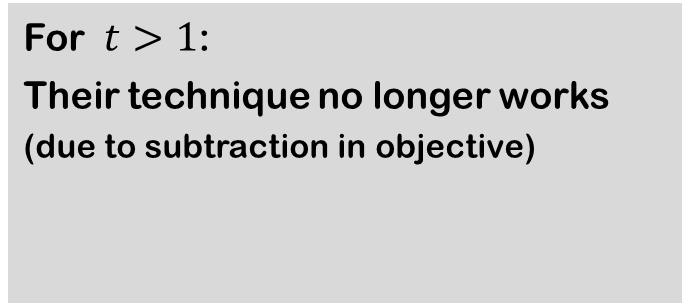 For t > 1:
Their technique no longer works
(due to subtraction in objective)